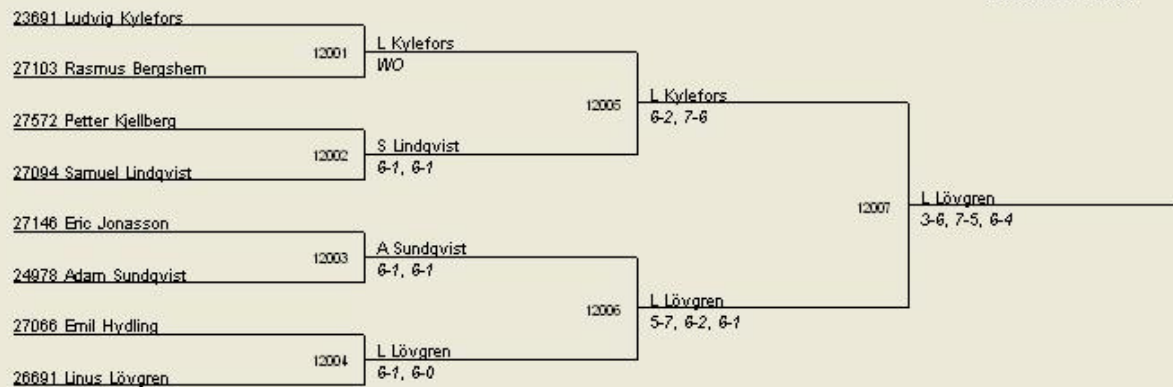 23691 Ludvig Kylefors
12001
L Kylefors
WO
27103 Rasmus Bergshem
12005
L Kylefors
6-2, 7-6
27572 Petter Kjellberg
12002
S Lindqvist
6-1, 6-1
27094 Samuel Lindqvist
12007
L Lövgren
3-6, 7-5, 6-4
27146 Eric Jonasson
12003
A Sundqvist
6-1, 6-1
24978 Adam Sundqvist
12006
L Lövgren
5-7, 6-2, 6-1
27066 Emil Hydling
12004
L Lövgren
6-1, 6-0
26691 Linus Lövgren